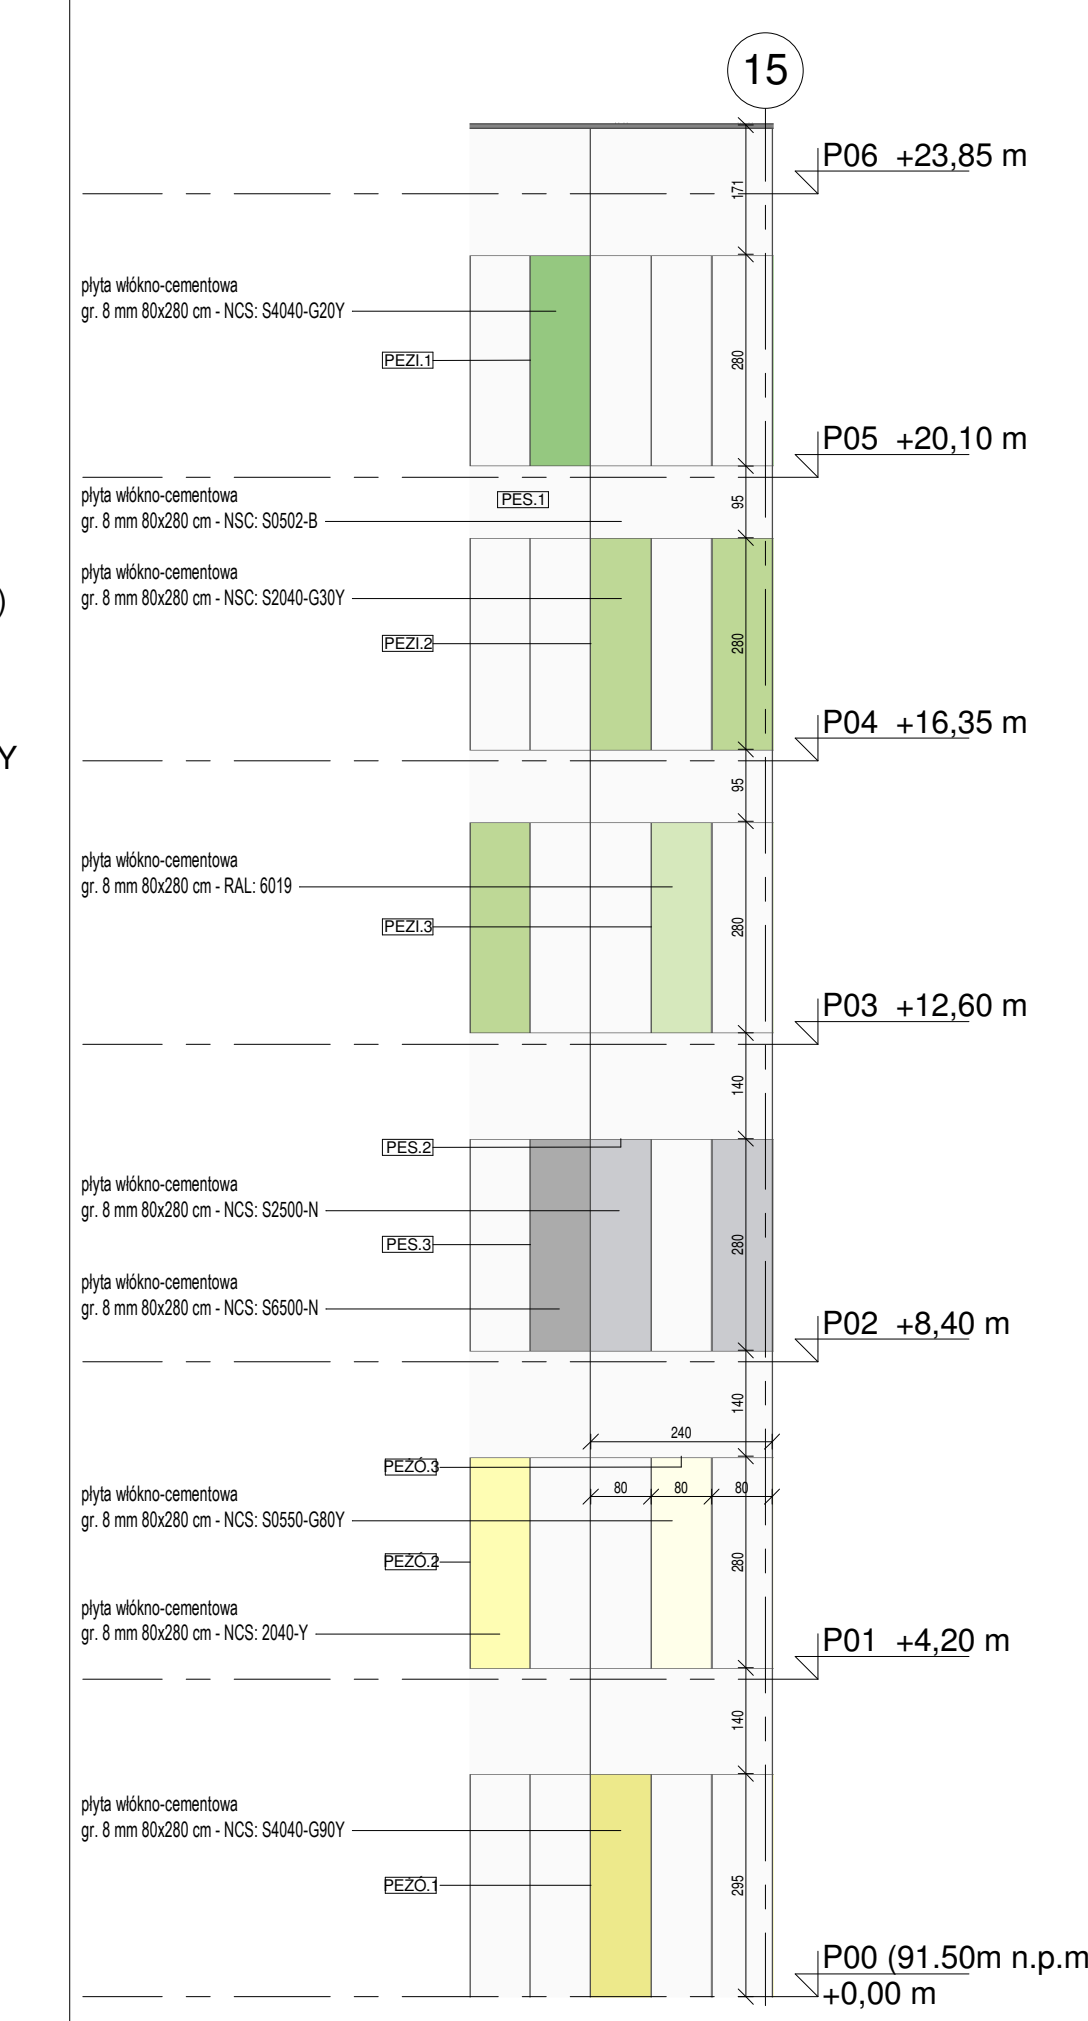 15
P06 +23,85 m
171
płyta włókno-cementowa
gr. 8 mm 80x280 cm - NCS: S4040-G20Y
PEZI.1
280
P05 +20,10 m
płyta włókno-cementowa
gr. 8 mm 80x280 cm - NSC: S0502-B
PES.1
95
płyta włókno-cementowa
gr. 8 mm 80x280 cm - NSC: S2040-G30Y
)
PEZI.2
280
P04 +16,35 m
Y
95
płyta włókno-cementowa
gr. 8 mm 80x280 cm - RAL: 6019
PEZI.3
280
P03 +12,60 m
140
PES.2
płyta włókno-cementowa
gr. 8 mm 80x280 cm - NCS: S2500-N
PES.3
280
płyta włókno-cementowa
gr. 8 mm 80x280 cm - NCS: S6500-N
P02 +8,40 m
140
240
PEŻÓ.3
80 80 80
płyta włókno-cementowa
gr. 8 mm 80x280 cm - NCS: S0550-G80Y
PEŻÓ.2
280
płyta włókno-cementowa
gr. 8 mm 80x280 cm - NCS: 2040-Y
P01 +4,20 m
140
płyta włókno-cementowa
gr. 8 mm 80x280 cm - NCS: S4040-G90Y
PEŻÓ.1
295
P00 (91.50m n.p.m
+0,00 m